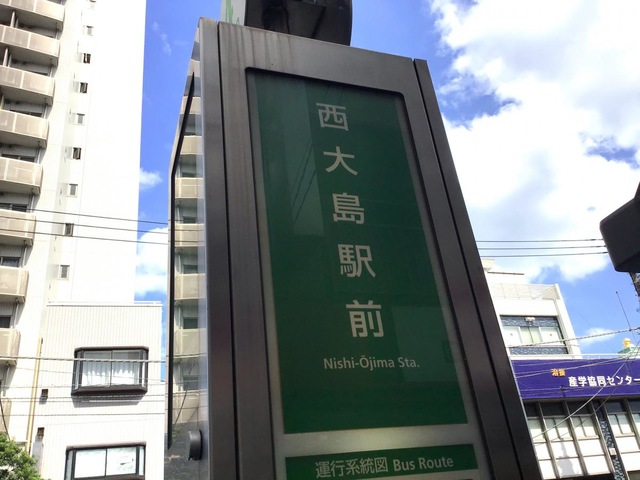 西大島駅前
Nishi-Ōjima Sta.
運行系統図 Bus Route
産学協同センター